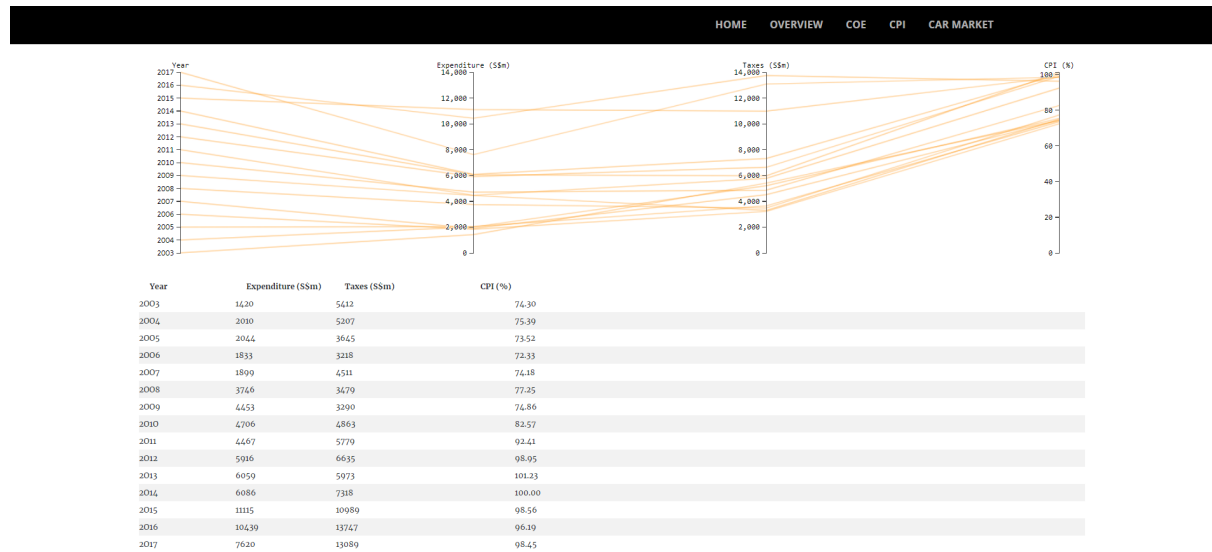 HOME OVERVIEW COE CPI CAR MARKET
Year Expenditure (S$m) Taxes (S$m) CPI (%)
2017 14,000 14,000 100
2016
2015 12,000 12,000
2014 80
2013 10,000 10,000
2012
2011 8,000 8,000 60
2010
2009 6,000 6,000
2008 40
2007 4,000 4,000
2006 20
2005 2,000 2,000
2004
2003 0 0 0
Year Expenditure (S$m) Taxes (S$m) CPI (%)
2003 1420 5412 74.30
2004 2010 5207 75.39
2005 2044 3645 73.52
2006 1833 3218 72.33
2007 1899 4511 74.18
2008 3746 3479 77.25
2009 4453 3290 74.86
2010 4706 4863 82.57
2011 4467 5779 92.41
2012 5916 6635 98.95
2013 6059 5973 101.23
2014 6086 7318 100.00
2015 11115 10989 98.56
2016 10439 13747 96.19
2017 7620 13089 98.45